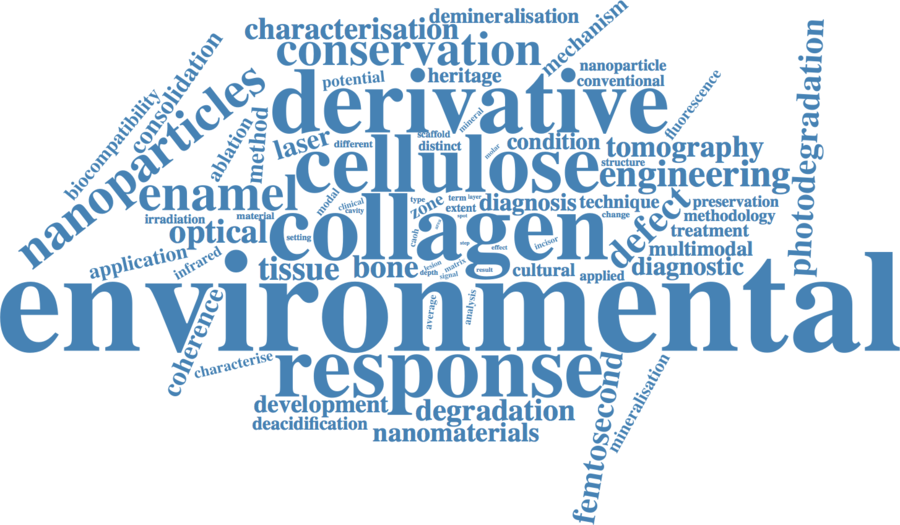 demineralisation
mechanism
characterisation
conservation
consolidation
nanoparticle
potential
heritage
conventional
derivative
nanoparticles
biocompatibility
ablation
method
laser
different
scaffold
mineral
distinct
molar
condition
fluorescence
tomography
photodegradation
cellulose
structure
engineering
enamel
modal
clinical
cavity
type
zone
term
layer
extent
spot
diagnosis
technique
change
defect
preservation
methodology
treatment
irradiation
material
optical
setting
collagen
caoh
step
effect
incisor
multimodal
diagnostic
application
infrared
tissue
bone
lesion
depth
matrix
signal
result
cultural
applied
environmental
coherence
average
analysis
characterise
response
femtosecond
mineralisation
development
degradation
deacidification
nanomaterials